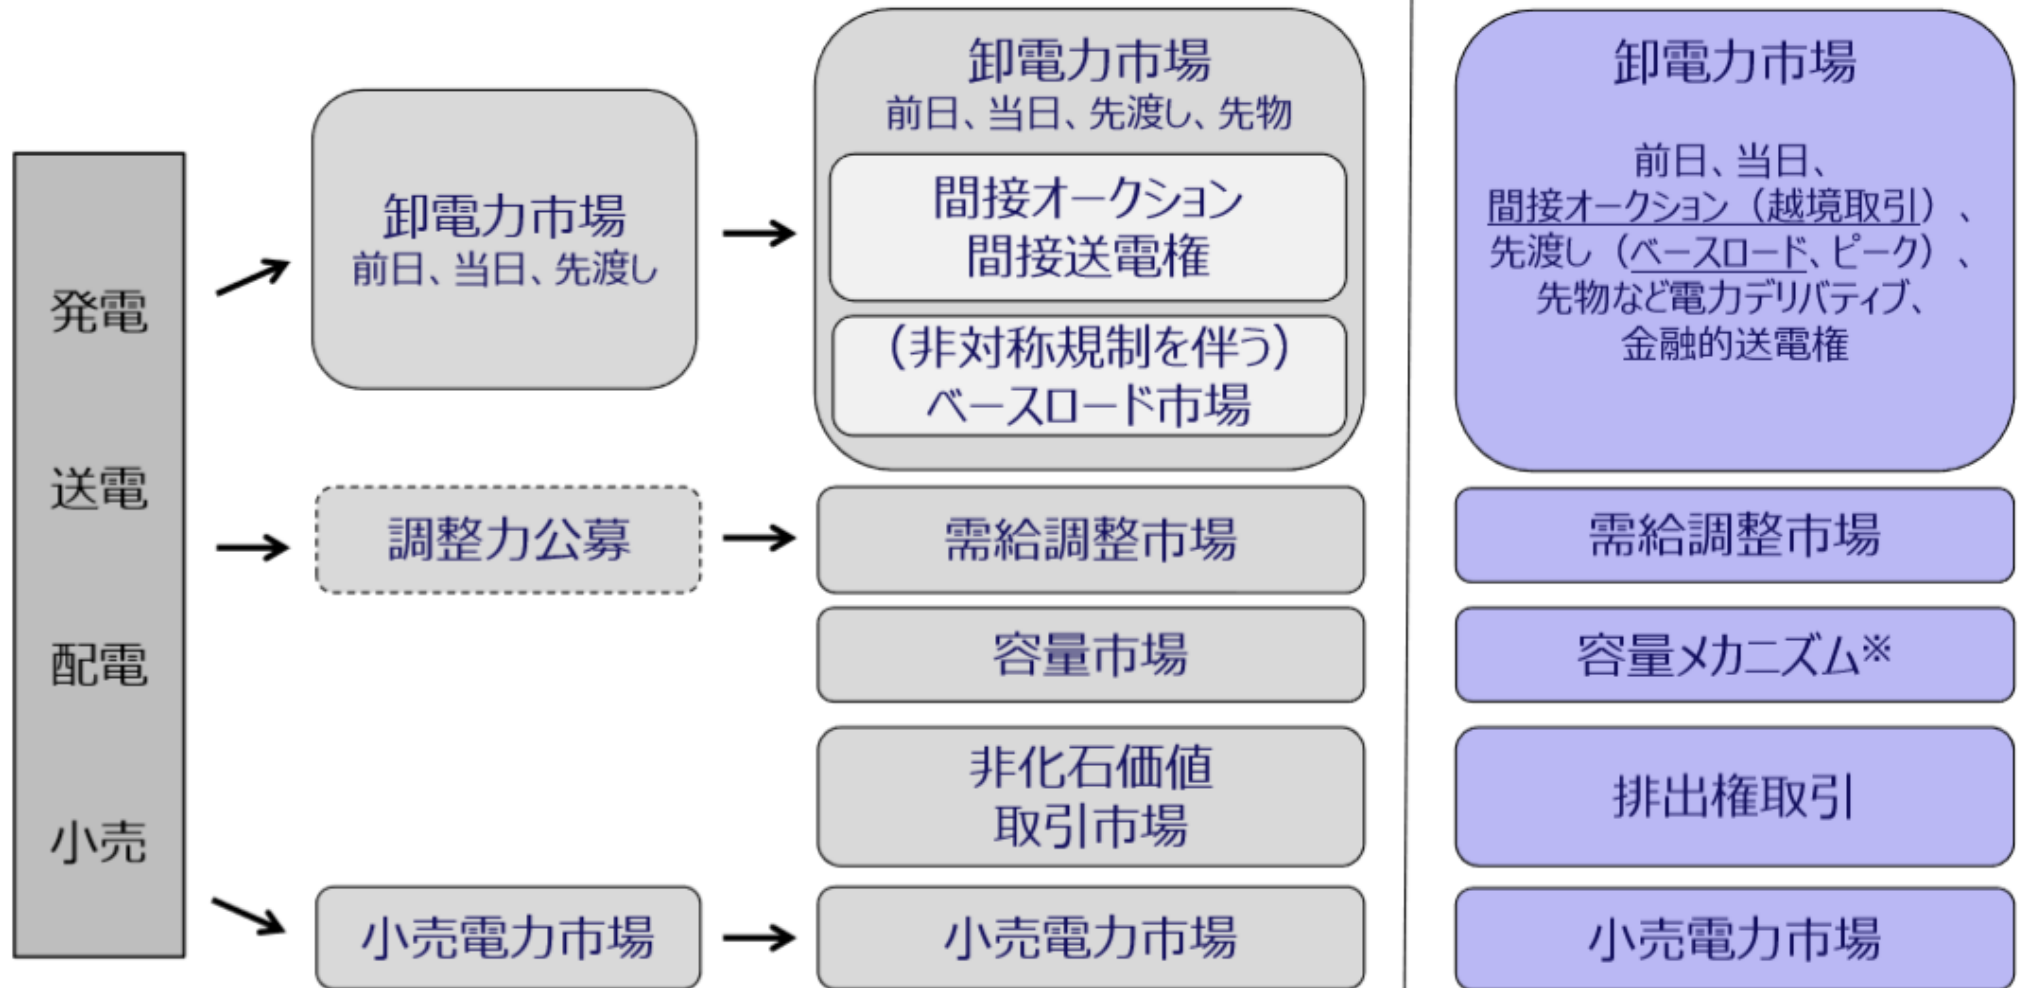 発電
送電
配電
小売
卸電力市場
前日、当日、先渡し
調整力公募
小売電力市場
卸電力市場
前日、当日、先渡し、先物
間接オークション
間接送電権
(非対称規制を伴う)
ベースロード市場
需給調整市場
容量市場
非化石価値
取引市場
小売電力市場
卸電力市場
前日、当日、
間接オークション（越境取引）、
先渡し（ベースロード、ピーク）、
先物など電力デリバティブ、
金融的送電権
需給調整市場
容量メカニズム※
排出権取引
小売電力市場